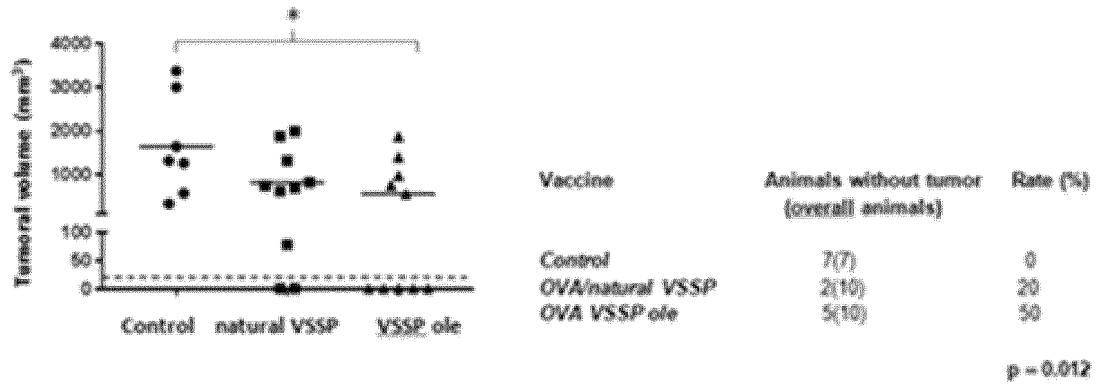 *
4000
3000
2000
1000
100
50
0
Tumoral volume (mm³)
Control natural VSSP VSSP ole
Vaccine Animals without tumor Rate (%)
(overall animals)
Control 7(7) 0
OVA/natural VSSP 2(10) 20
OVA VSSP ole 5(10) 50
p = 0.012